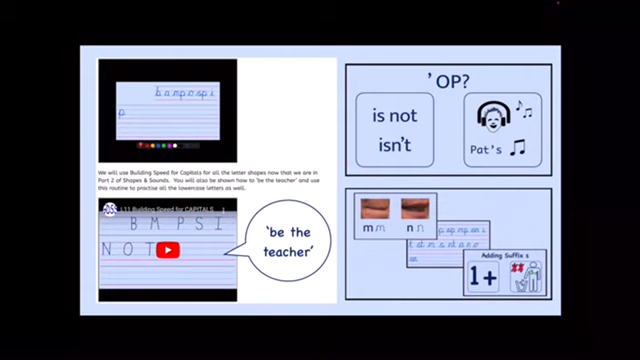 b a m p o s p i
p
We will use Building Speed for Capitals for all the letter shapes now that we are in
Part 2 of Shapes & Sounds. You will also be shown how to 'be the teacher' and use
this routine to practise all the lowercase letters as well.
L11 Building Speed for CAPITALS
B M P S I
N O T
'be the
teacher'
'OP?
is not
isn't
Pat's
m m
n n
Adding Suffix s
1+